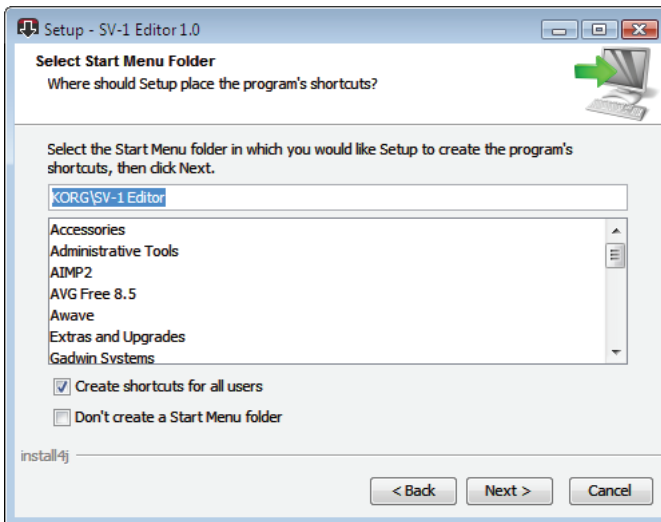 Setup - SV-1 Editor 1.0
Select Start Menu Folder
Where should Setup place the program's shortcuts?
Select the Start Menu folder in which you would like Setup to create the program's
shortcuts, then click Next.
KORG\SV-1 Editor
Accessories
Administrative Tools
AIMP2
AVG Free 8.5
Awave
Extras and Upgrades
Gadwin Systems
Create shortcuts for all users
Don't create a Start Menu folder
install4j
< Back
Next >
Cancel